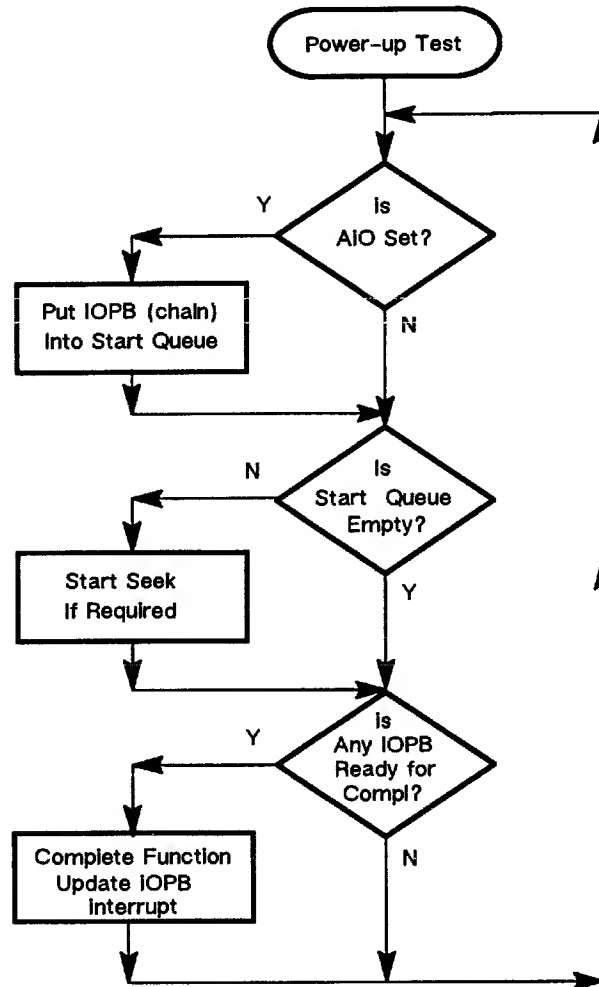 Power-up Test
Is
AIO Set?
Y
N
Put IOPB (chain)
Into Start Queue
Is
Start Queue
Empty?
N
Y
Start Seek
If Required
Is
Any IOPB
Ready for
Compl?
Y
N
Complete Function
Update IOPB
Interrupt